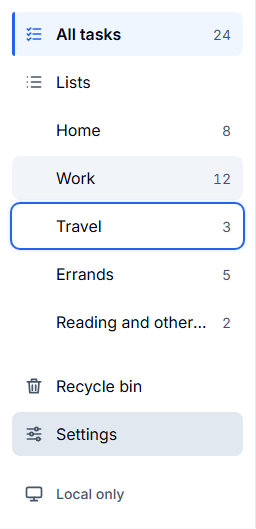 All tasks 24
Lists
Home 8
Work 12
Travel 3
Errands 5
Reading and other... 2
Recycle bin
Settings
Local only